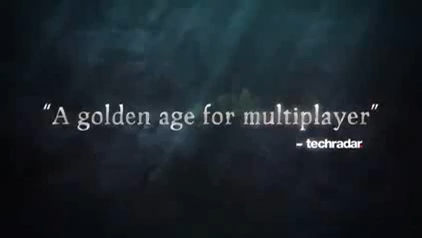 “A golden age for multiplayer”
– techradar.